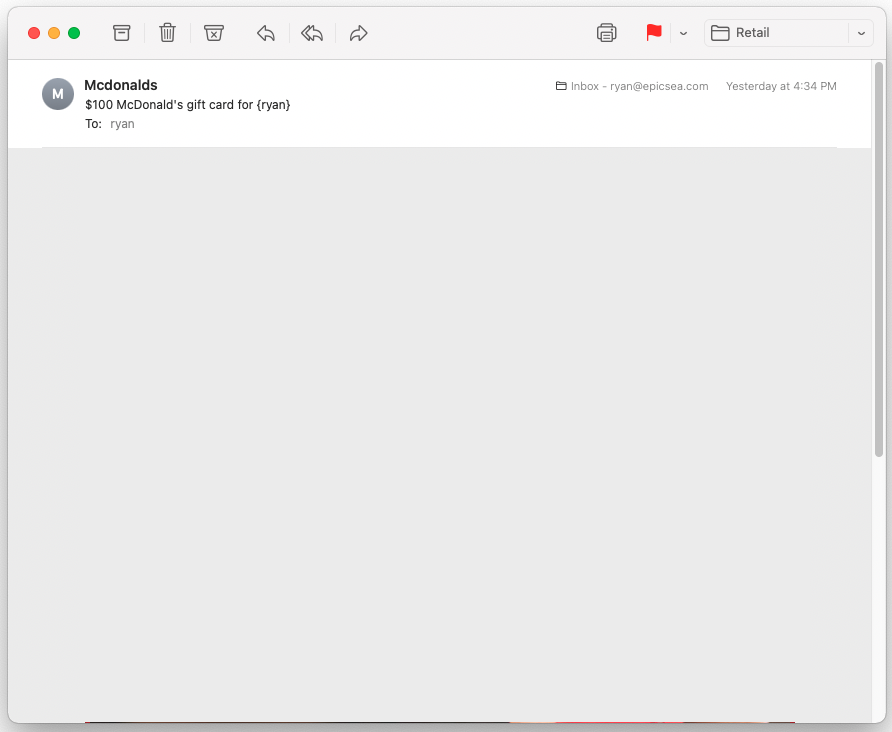 Retail
M
Mcdonalds
Inbox - ryan@epicsea.com
Yesterday at 4:34 PM
$100 McDonald's gift card for {ryan}
To: ryan